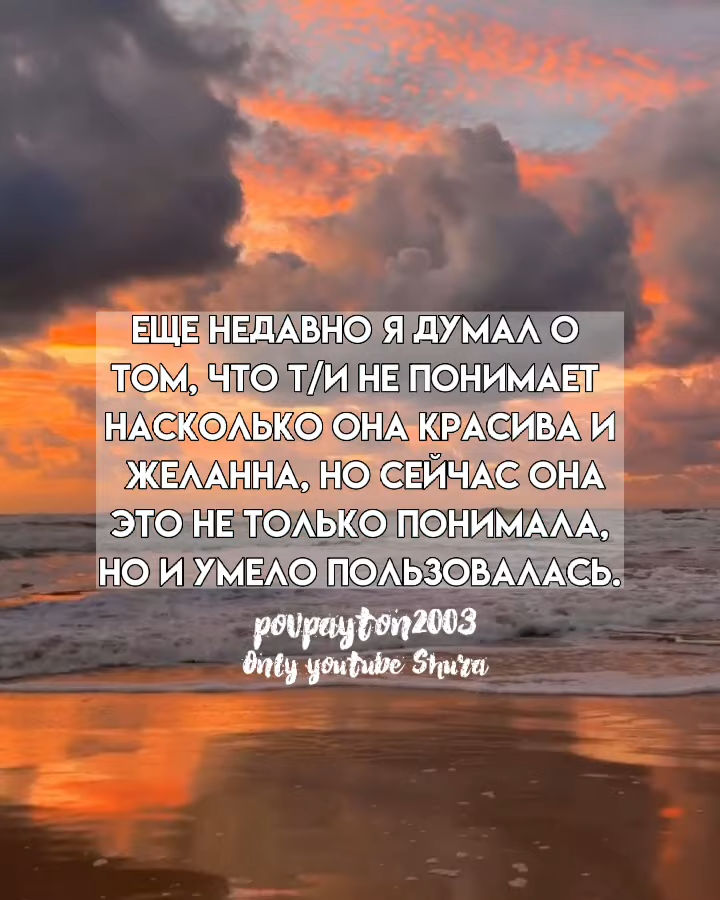 ЕЩЕ НЕДАВНО Я ДУМАЛ О
ТОМ, ЧТО Т/И НЕ ПОНИМАЕТ
НАСКОЛЬКО ОНА КРАСИВА И
ЖЕЛАННА, НО СЕЙЧАС ОНА
ЭТО НЕ ТОЛЬКО ПОНИМАЛА,
НО И УМЕЛО ПОЛЬЗОВАЛАСЬ.
povpayton2003
Only youtube Shura